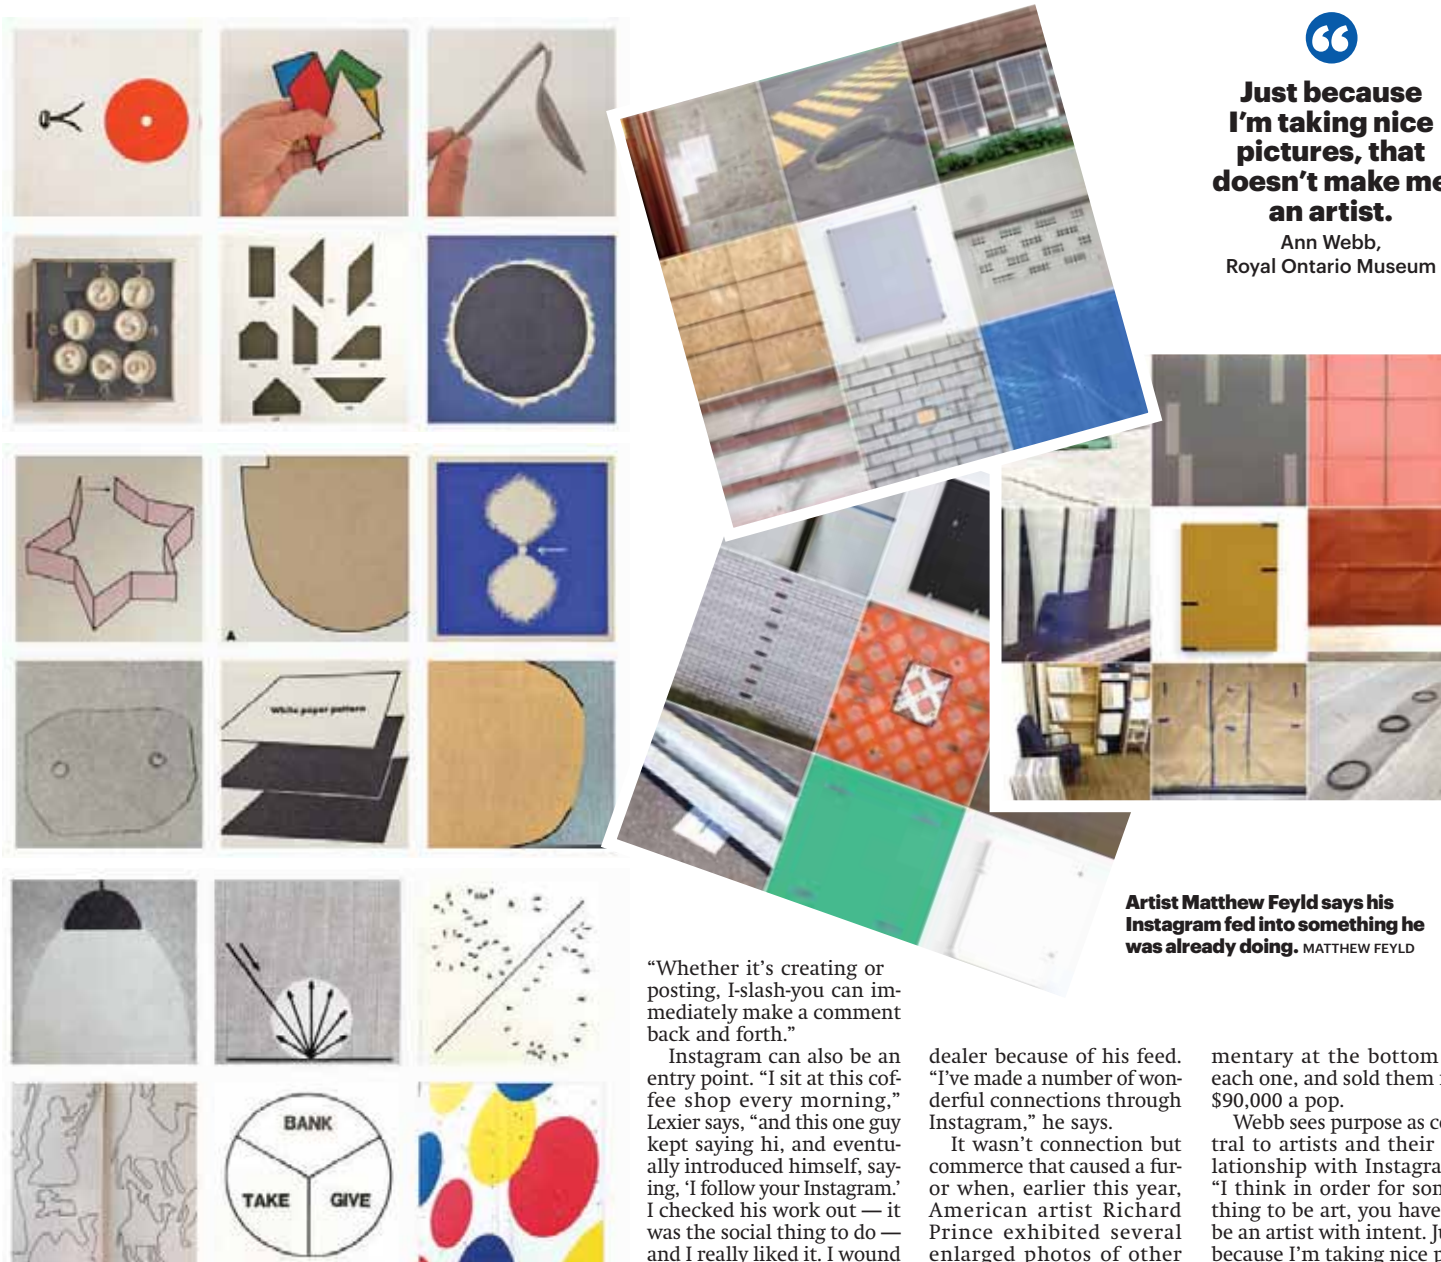 Just because
I'm taking nice
pictures, that
doesn't make me
an artist.
Ann Webb,
Royal Ontario Museum
A
White paper pattern
BANK
TAKE GIVE
Artist Matthew Feyld says his
Instagram fed into something he
was already doing. MATTHEW FEYLD
“Whether it’s creating or
posting, I-slash-you can im-
mediately make a comment
back and forth.”
Instagram can also be an
entry point. “I sit at this cof-
fee shop every morning,”
Lexier says, “and this one guy
kept saying hi, and eventu-
ally introduced himself, say-
ing, ‘I follow your Instagram.’
I checked his work out — it
was the social thing to do —
and I really liked it. I wound
dealer because of his feed.
“I’ve made a number of won-
derful connections through
Instagram,” he says.
It wasn’t connection but
commerce that caused a fur-
or when, earlier this year,
American artist Richard
Prince exhibited several
enlarged photos of other
mentary at the bottom
each one, and sold them
$90,000 a pop.
Webb sees purpose as
tral to artists and their
lationship with
“I think in order for
thing to be art, you have
be an artist with intent.
because I’m taking nice